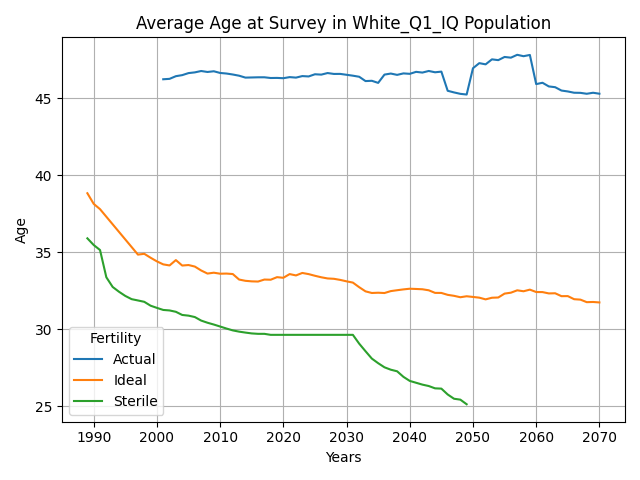 Average Age at Survey in White_Q1_IQ Population
Age
45
40
35
30
25
Fertility
Actual
Ideal
Sterile
1990 2000 2010 2020 2030 2040 2050 2060 2070
Years